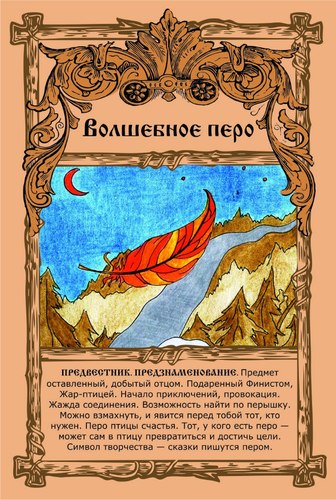 Волшебное перо
ПРЕДВЕСТНИК. ПРЕДЗНАМЕНОВАНИЕ. Предмет
оставленный, добытый отцом. Подаренный Финистом,
Жар-птицей. Начало приключений, провокация.
Жажда соединения. Возможность найти по перышку.
Можно взмахнуть, и явится перед тобой тот, кто
нужен. Перо птицы счастья. Тот, у кого есть перо —
может сам в птицу превратиться и достичь цели.
Символ творчества — сказки пишутся пером.